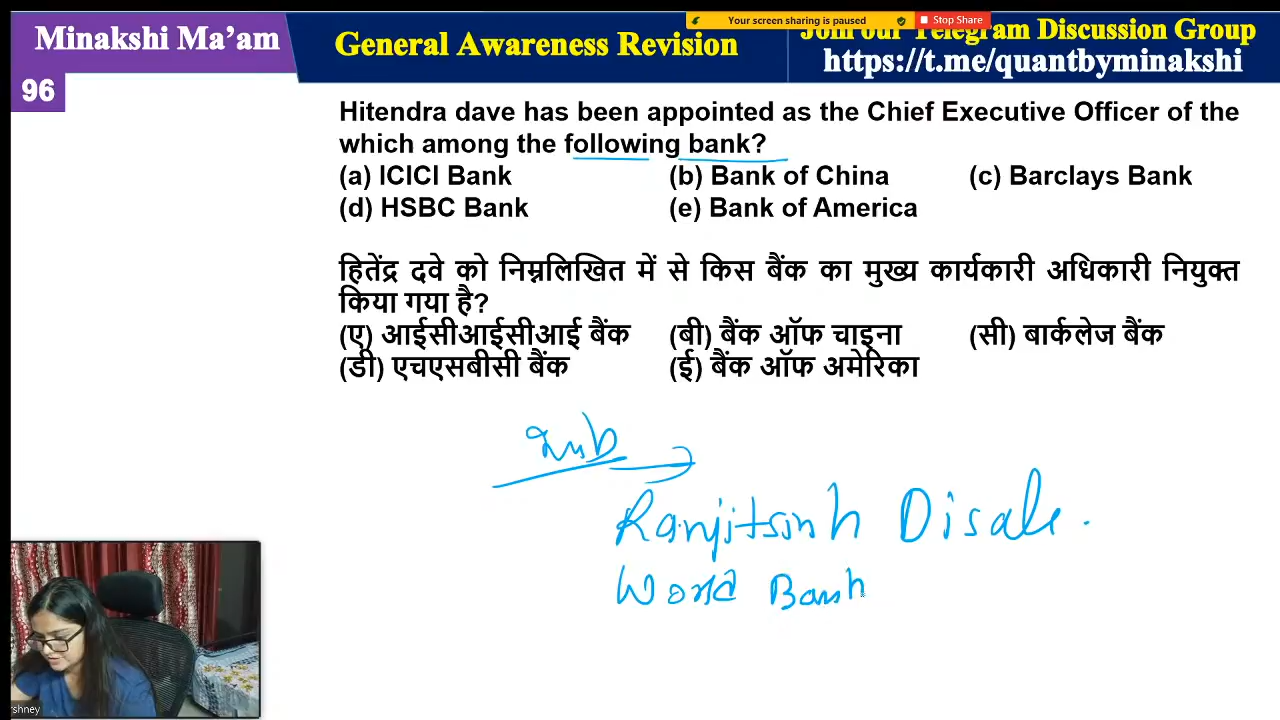 Minakshi Ma'am
General Awareness Revision
Your screen sharing is paused
Stop Share
Join our Telegram Discussion Group
https://t.me/quantbyminakshi
96
Hitendra dave has been appointed as the Chief Executive Officer of the
which among the following bank?
(a) ICICI Bank (b) Bank of China (c) Barclays Bank
(d) HSBC Bank (e) Bank of America
हितेंद्र दवे को निम्नलिखित में से किस बैंक का मुख्य कार्यकारी अधिकारी नियुक्त
किया गया है?
(ए) आईसीआईसीआई बैंक (बी) बैंक ऑफ चाइना (सी) बार्कलेज बैंक
(डी) एचएसबीसी बैंक (ई) बैंक ऑफ अमेरिका
Ranjitsinh Disale.
World Bank
rshney